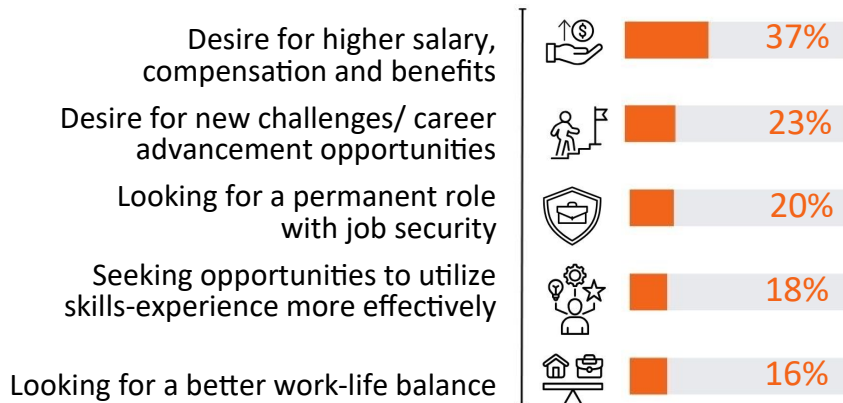 Desire for higher salary,
compensation and benefits
37%
Desire for new challenges/ career
advancement opportunities
23%
Looking for a permanent role
with job security
20%
Seeking opportunities to utilize
skills-experience more effectively
18%
Looking for a better work-life balance
16%